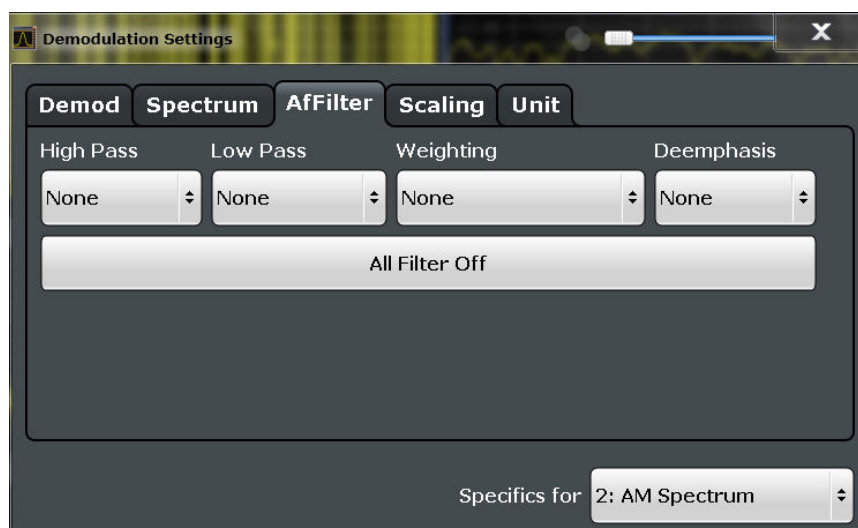 Demodulation Settings
X
Demod Spectrum AfFilter Scaling Unit
High Pass Low Pass Weighting Deemphasis
None None None None
All Filter Off
Specifics for 2: AM Spectrum